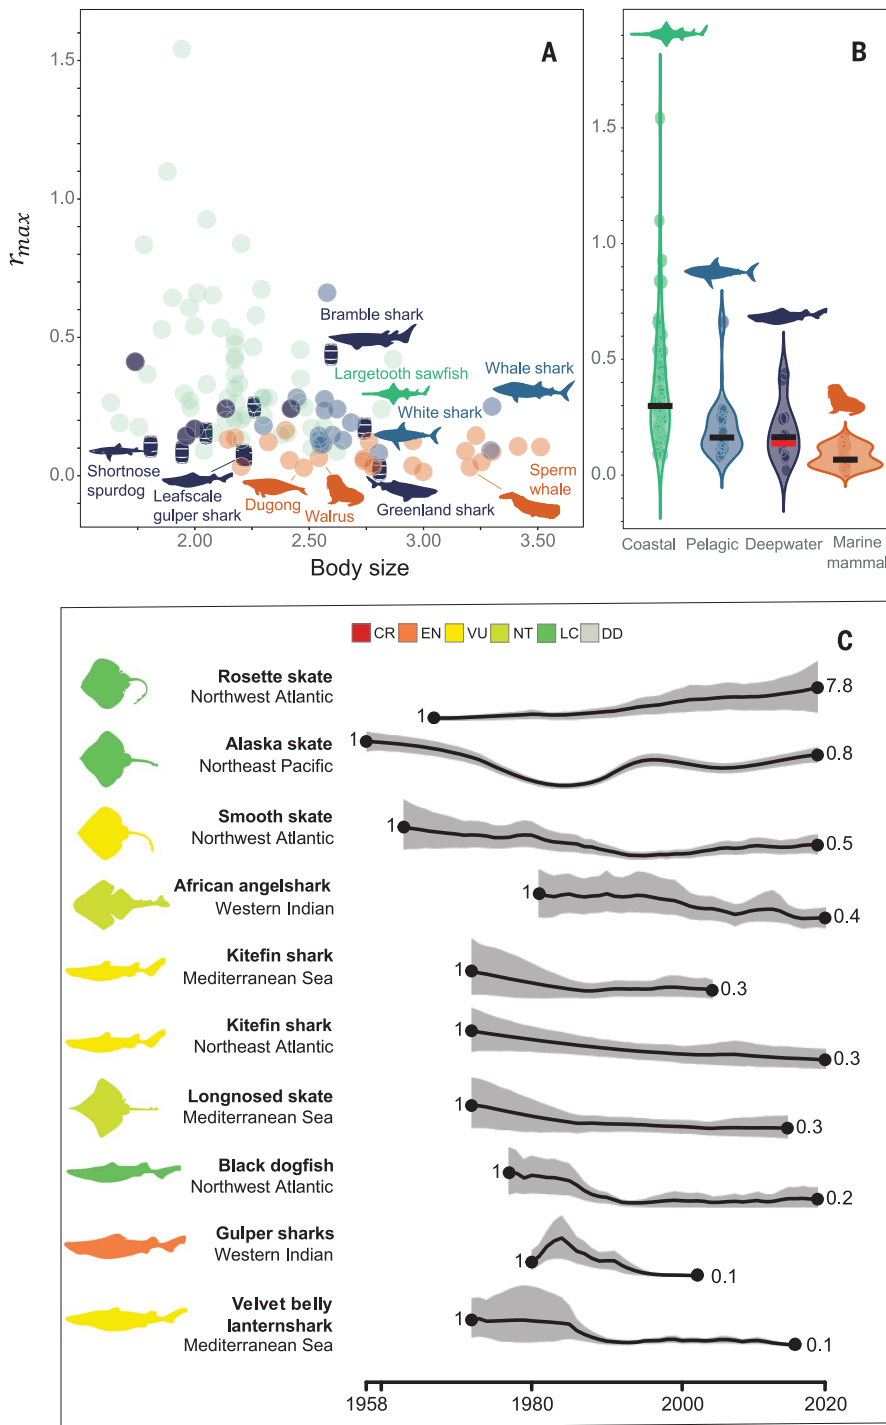 A
1.5
1.0
0.5
0.0
rmax
Bramble shark
Largetooth sawfish
Whale shark
White shark
Shortnose
spurdog
Leafscale
gulper shark
Dugong
Walrus
Greenland shark
Sperm
whale
2.00
2.50
3.00
3.50
Body size
B
1.5
1.0
0.5
0.0
Coastal
Pelagic
Deepwater
Marine
mammal
C
CR EN VU NT LC DD
Rosette skate
Northwest Atlantic
1
7.8
Alaska skate
Northeast Pacific
1
0.8
Smooth skate
Northwest Atlantic
1
0.5
African angelshark
Western Indian
1
0.4
Kitefin shark
Mediterranean Sea
1
0.3
Kitefin shark
Northeast Atlantic
1
0.3
Longnosed skate
Mediterranean Sea
1
0.3
Black dogfish
Northwest Atlantic
1
0.2
Gulper sharks
Western Indian
1
0.1
Velvet belly
lanternshark
Mediterranean Sea
1
0.1
1958
1980
2000
2020